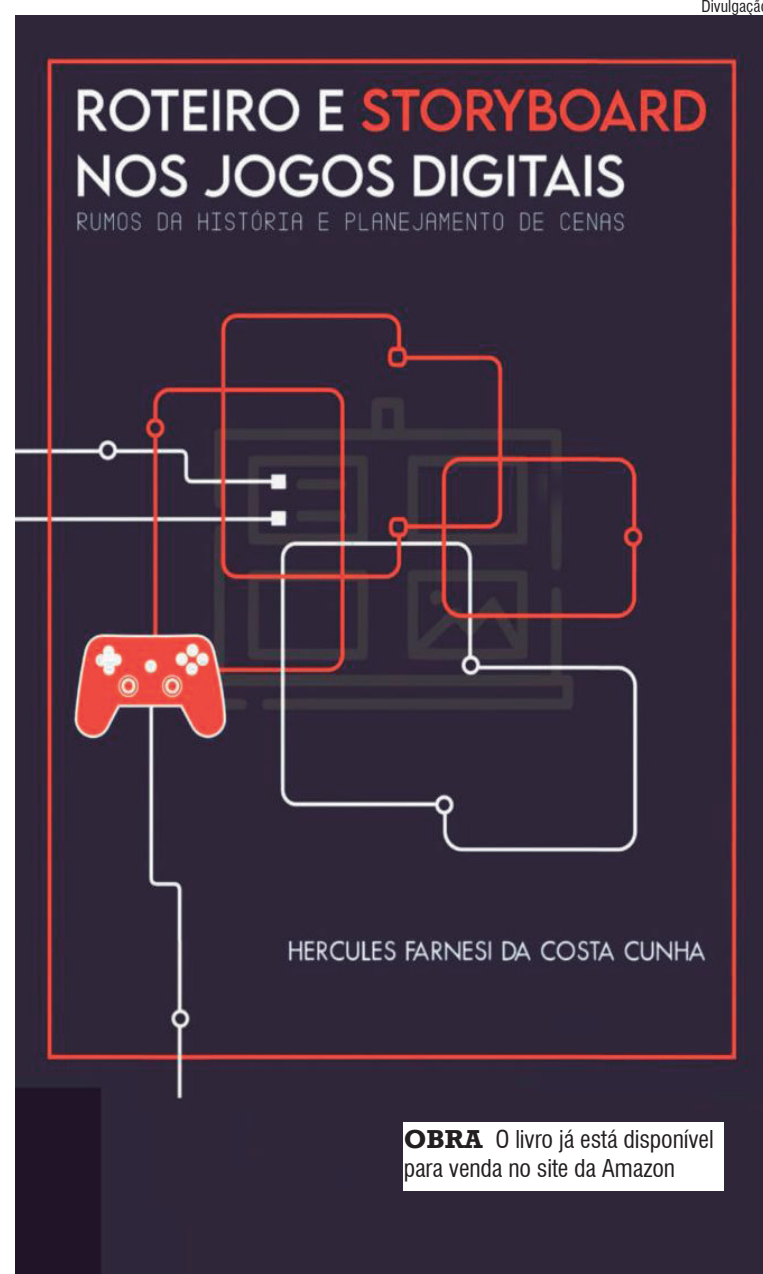 Divulgação
ROTEIRO E STORYBOARD
NOS JOGOS DIGITAIS
RUMOS DA HISTÓRIA E PLANEJAMENTO DE CENAS
HERCULES FARNESI DA COSTA CUNHA
OBRA O livro já está disponível
para venda no site da Amazon